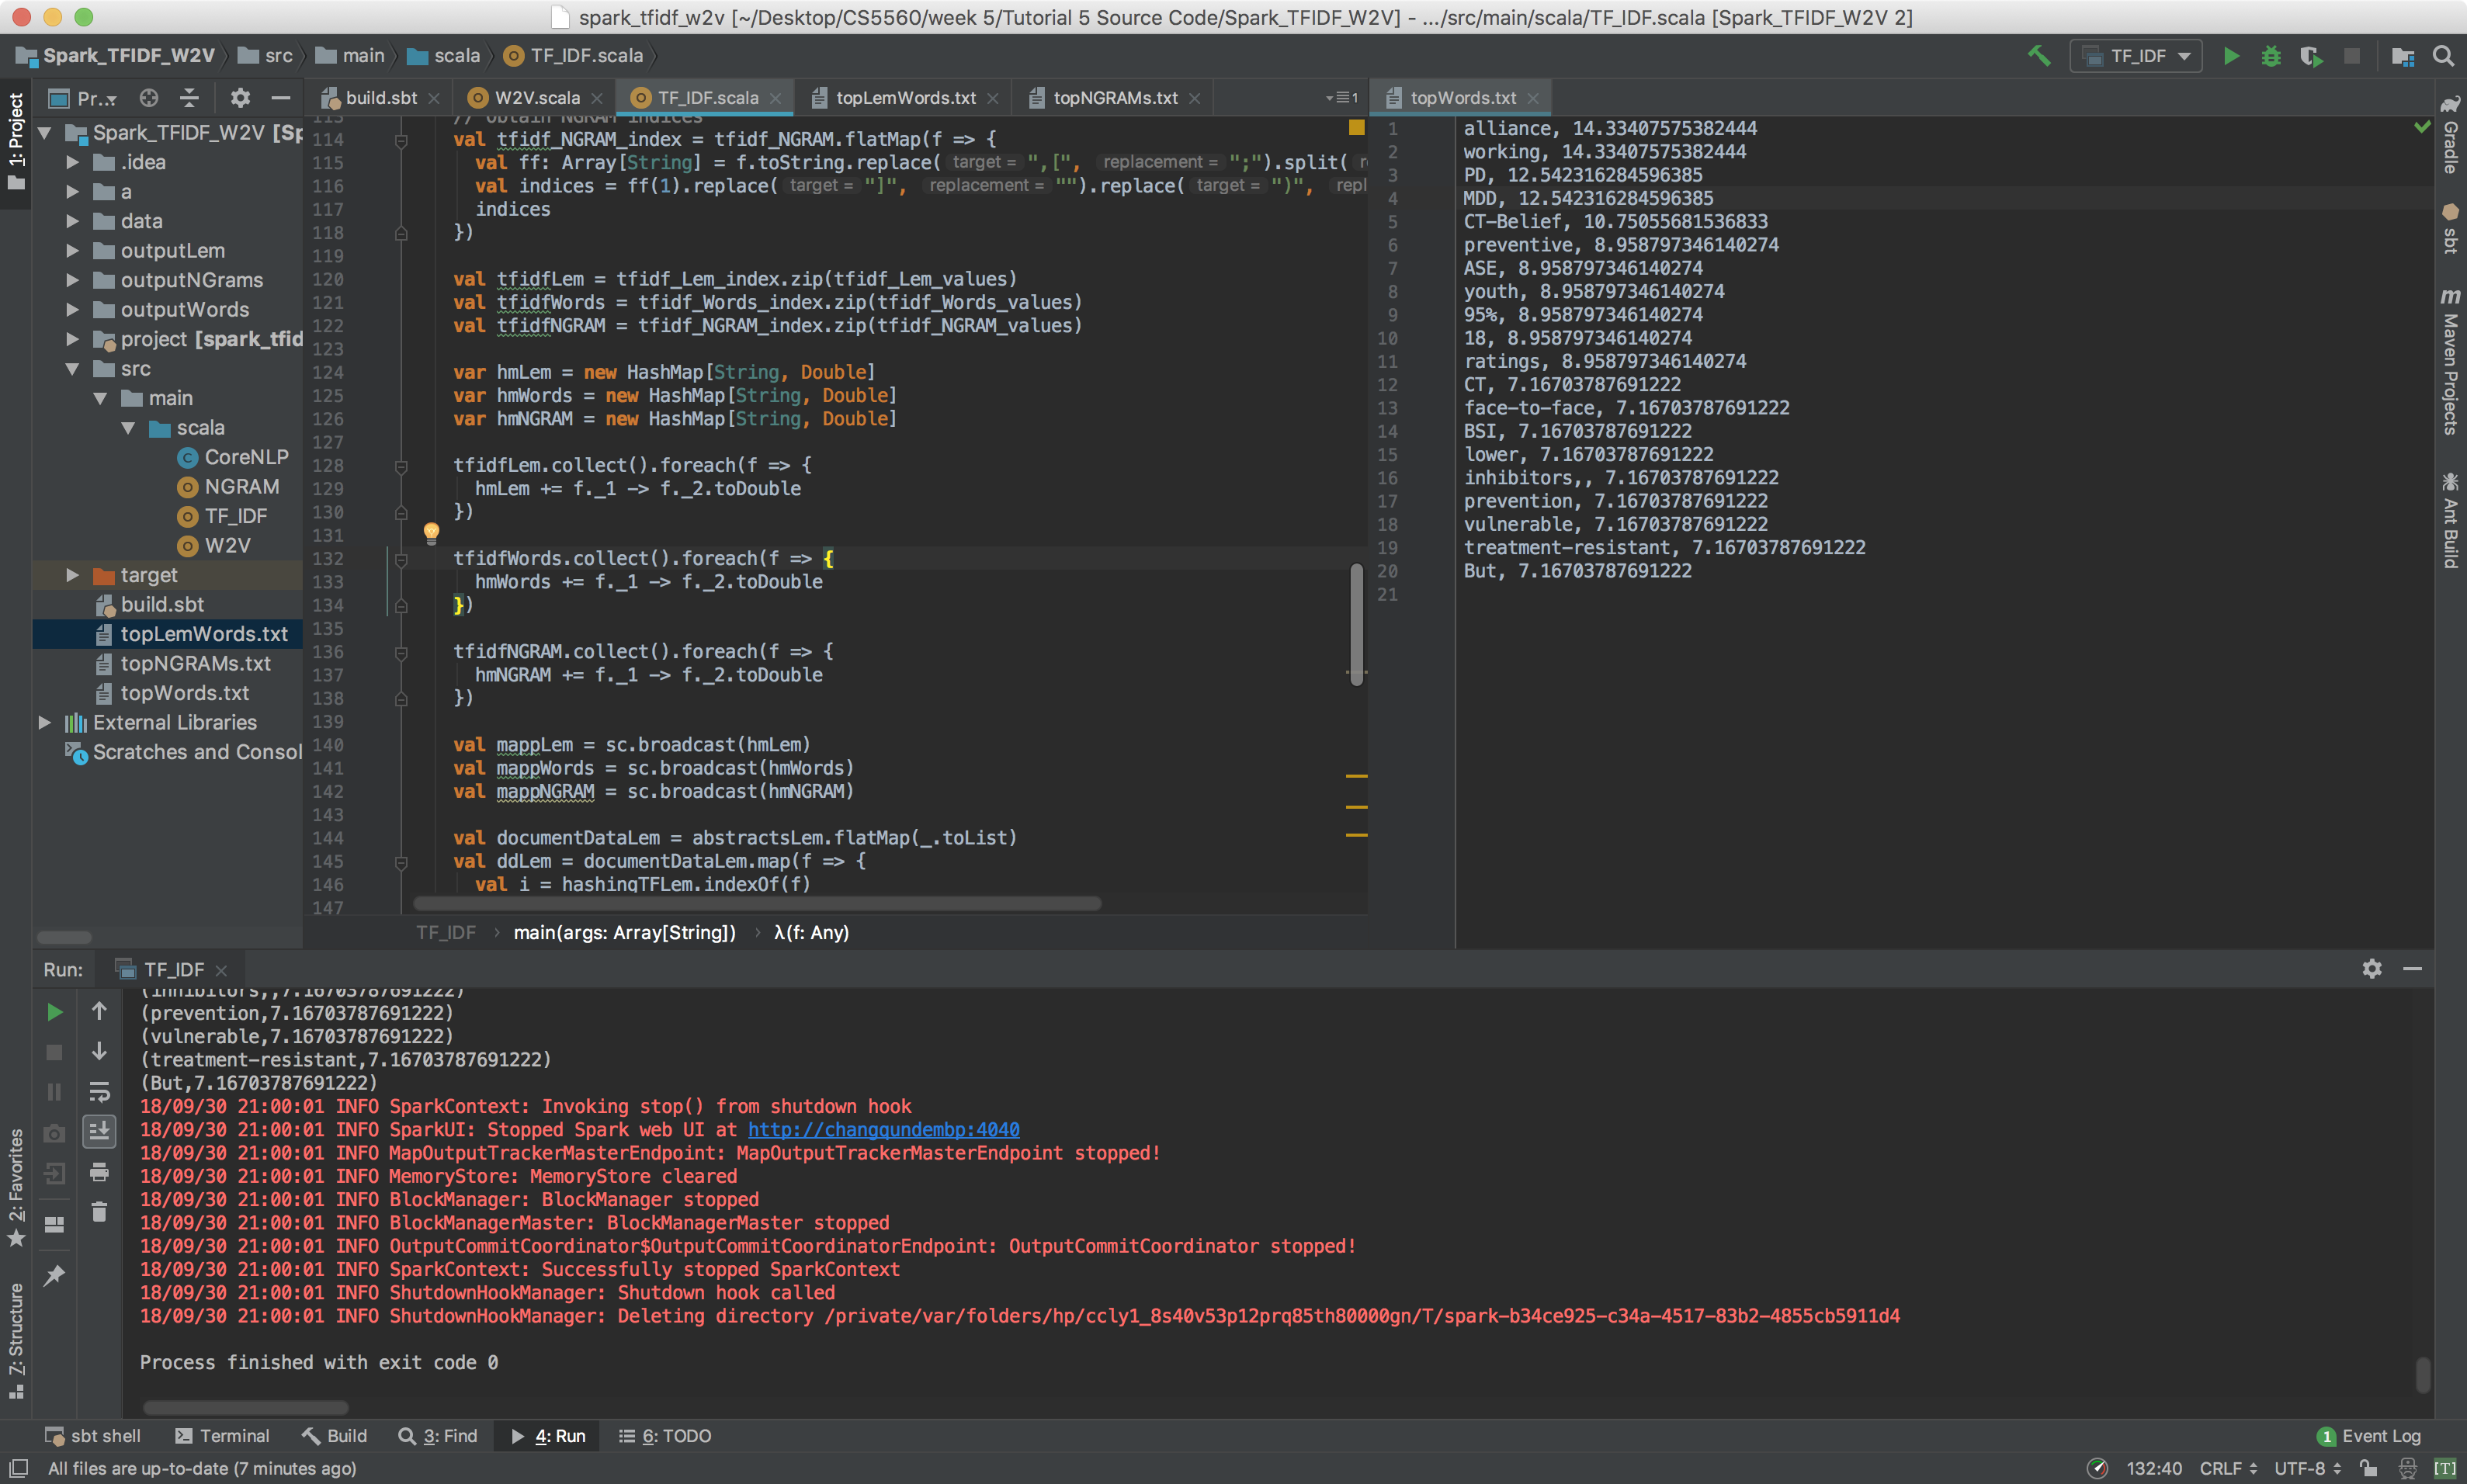 spark_tfidf_w2v [~/Desktop/CS5560/week 5/Tutorial 5 Source Code/Spark_TFIDF_W2V] - .../src/main/scala/TF_IDF.scala [Spark_TFIDF_W2V 2]
Spark_TFIDF_W2V src main scala TF_IDF.scala
TF_IDF
1: Project
Pr...
build.sbt
W2V.scala
TF_IDF.scala
topLemWords.txt
topNGRAMs.txt
1
topWords.txt
Spark_TFIDF_W2V [Sp
.idea
a
data
outputLem
outputNGrams
outputWords
project [spark_tfid
src
main
scala
CoreNLP
NGRAM
TF_IDF
W2V
target
build.sbt
topLemWords.txt
topNGRAMs.txt
topWords.txt
External Libraries
Scratches and Consol
113 // Obtain NGRAM indices
114 val tfidf_NGRAM_index = tfidf_NGRAM.flatMap(f => {
115 val ff: Array[String] = f.toString.replace( target = ",[", replacement = ";").split( r
116 val indices = ff(1).replace( target = "]", replacement = "").replace( target = ")", repl
117 indices
118 })
119
120 val tfidfLem = tfidf_Lem_index.zip(tfidf_Lem_values)
121 val tfidfWords = tfidf_Words_index.zip(tfidf_Words_values)
122 val tfidfNGRAM = tfidf_NGRAM_index.zip(tfidf_NGRAM_values)
123
124 var hmLem = new HashMap[String, Double]
125 var hmWords = new HashMap[String, Double]
126 var hmNGRAM = new HashMap[String, Double]
127
128 tfidfLem.collect().foreach(f => {
129 hmLem += f._1 -> f._2.toDouble
130 })
131
132 tfidfWords.collect().foreach(f => {
133 hmWords += f._1 -> f._2.toDouble
134 })
135
136 tfidfNGRAM.collect().foreach(f => {
137 hmNGRAM += f._1 -> f._2.toDouble
138 })
139
140 val mappLem = sc.broadcast(hmLem)
141 val mappWords = sc.broadcast(hmWords)
142 val mappNGRAM = sc.broadcast(hmNGRAM)
143
144 val documentDataLem = abstractsLem.flatMap(_.toList)
145 val ddLem = documentDataLem.map(f => {
146 val i = hashingTFLem.indexOf(f)
147
TF_IDF main(args: Array[String]) λ(f: Any)
1 alliance, 14.33407575382444
2 working, 14.33407575382444
3 PD, 12.542316284596385
4 MDD, 12.542316284596385
5 CT-Belief, 10.75055681536833
6 preventive, 8.958797346140274
7 ASE, 8.958797346140274
8 youth, 8.958797346140274
9 95%, 8.958797346140274
10 18, 8.958797346140274
11 ratings, 8.958797346140274
12 CT, 7.16703787691222
13 face-to-face, 7.16703787691222
14 BSI, 7.16703787691222
15 lower, 7.16703787691222
16 inhibitors,, 7.16703787691222
17 prevention, 7.16703787691222
18 vulnerable, 7.16703787691222
19 treatment-resistant, 7.16703787691222
20 But, 7.16703787691222
21
Gradle
sbt
m Maven Projects
Ant Build
Run: TF_IDF
(inhibitors,,7.16703787691222)
(prevention,7.16703787691222)
(vulnerable,7.16703787691222)
(treatment-resistant,7.16703787691222)
(But,7.16703787691222)
18/09/30 21:00:01 INFO SparkContext: Invoking stop() from shutdown hook
18/09/30 21:00:01 INFO SparkUI: Stopped Spark web UI at http://changqundembp:4040
18/09/30 21:00:01 INFO MapOutputTrackerMasterEndpoint: MapOutputTrackerMasterEndpoint stopped!
18/09/30 21:00:01 INFO MemoryStore: MemoryStore cleared
18/09/30 21:00:01 INFO BlockManager: BlockManager stopped
18/09/30 21:00:01 INFO BlockManagerMaster: BlockManagerMaster stopped
18/09/30 21:00:01 INFO OutputCommitCoordinator$OutputCommitCoordinatorEndpoint: OutputCommitCoordinator stopped!
18/09/30 21:00:01 INFO SparkContext: Successfully stopped SparkContext
18/09/30 21:00:01 INFO ShutdownHookManager: Shutdown hook called
18/09/30 21:00:01 INFO ShutdownHookManager: Deleting directory /private/var/folders/hp/ccly1_8s40v53p12prq85th80000gn/T/spark-b34ce925-c34a-4517-83b2-4855cb5911d4
Process finished with exit code 0
2: Favorites
7: Structure
sbt shell Terminal Build 3: Find 4: Run 6: TODO
1 Event Log
All files are up-to-date (7 minutes ago)
132:40 CRLF UTF-8 [T]